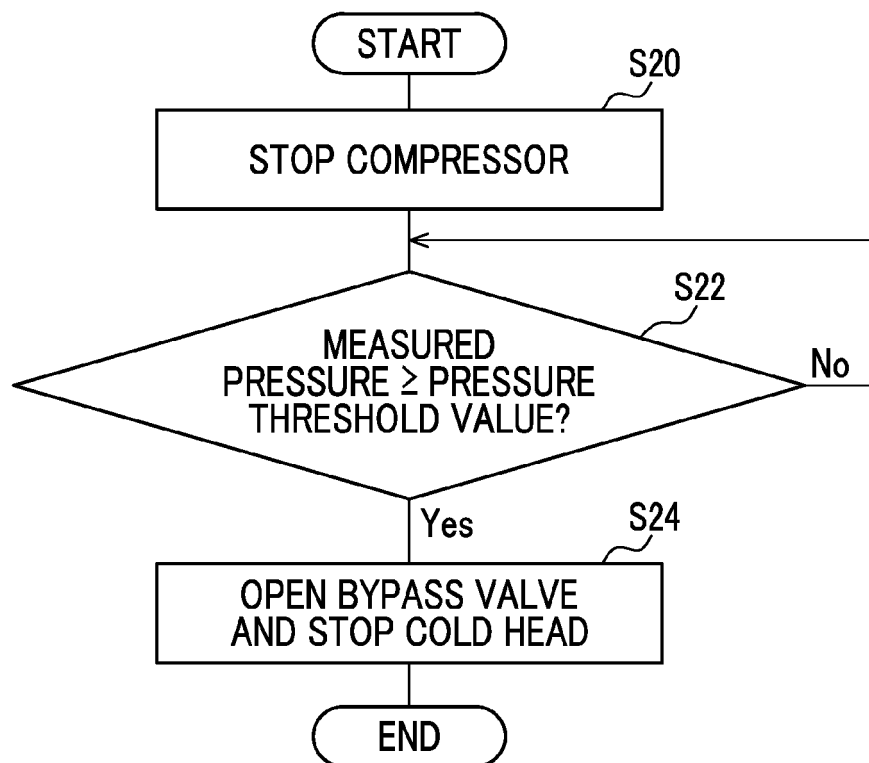 START
S20
STOP COMPRESSOR
S22
MEASURED
PRESSURE ≥ PRESSURE
THRESHOLD VALUE?
No
Yes
S24
OPEN BYPASS VALVE
AND STOP COLD HEAD
END